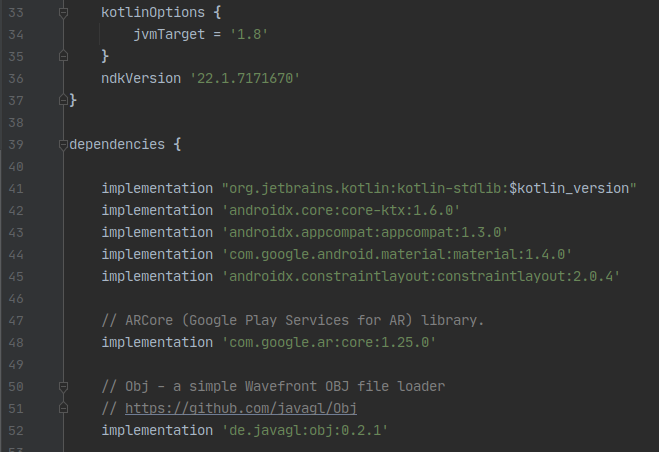 33 kotlinOptions {
34 jvmTarget = '1.8'
35 }
36 ndkVersion '22.1.7171670'
37 }
38
39 dependencies {
40
41 implementation "org.jetbrains.kotlin:kotlin-stdlib:$kotlin_version"
42 implementation 'androidx.core:core-ktx:1.6.0'
43 implementation 'androidx.appcompat:appcompat:1.3.0'
44 implementation 'com.google.android.material:material:1.4.0'
45 implementation 'androidx.constraintlayout:constraintlayout:2.0.4'
46
47 // ARCore (Google Play Services for AR) library.
48 implementation 'com.google.ar:core:1.25.0'
49
50 // Obj - a simple Wavefront OBJ file loader
51 // https://github.com/javagl/Obj
52 implementation 'de.javagl:obj:0.2.1'
53